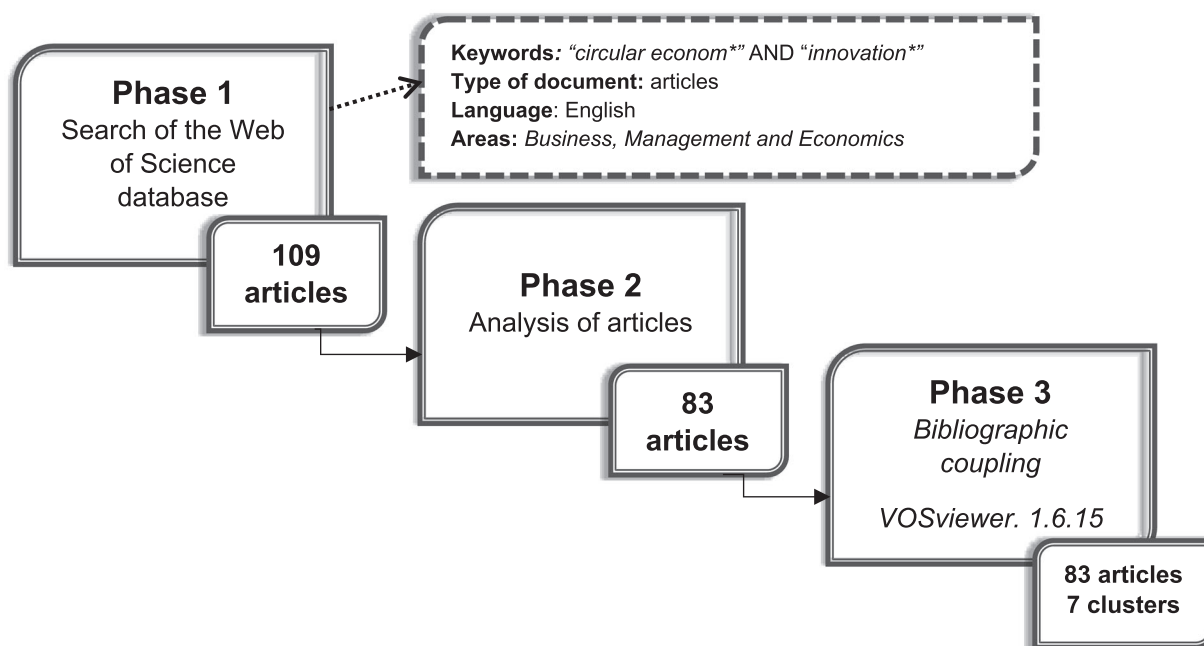 Phase 1
Search of the Web
of Science
database
109
articles
Keywords: “circular econom*” AND “innovation*”
Type of document: articles
Language: English
Areas: Business, Management and Economics
Phase 2
Analysis of articles
83
articles
Phase 3
Bibliographic
coupling
VOSviewer. 1.6.15
83 articles
7 clusters